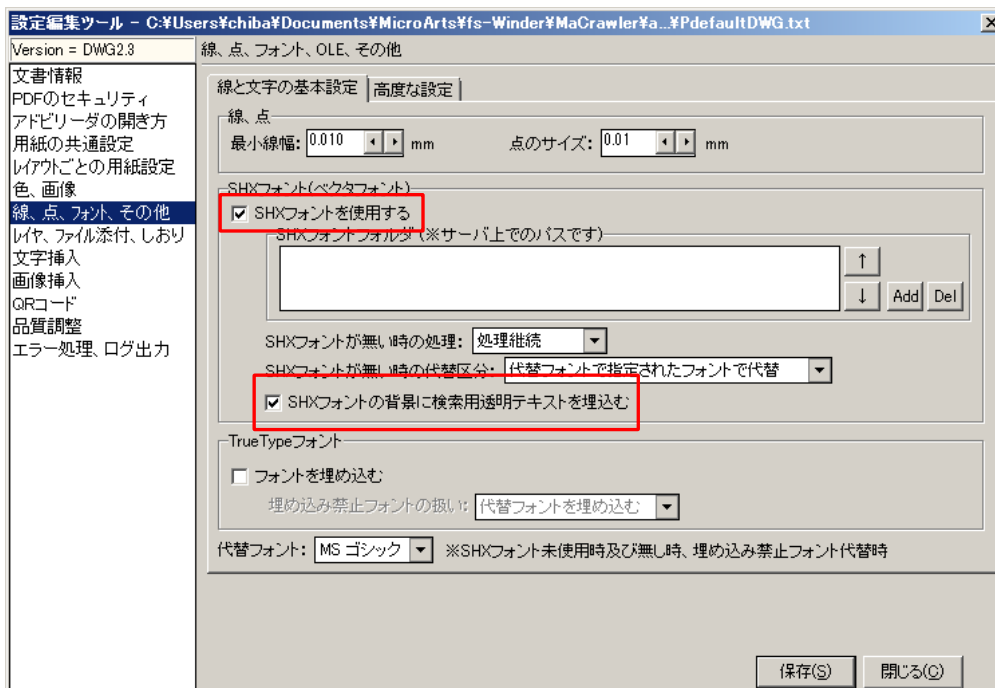 設定編集ツール - C:¥Users¥chiba¥Documents¥MicroArts¥fs-Winder¥MaCrawler¥a...¥PdefaultDWG.txt
Version = DWG2.3
線、点、フォント、OLE、その他
文書情報
PDFのセキュリティ
アドビリーダの開き方
用紙の共通設定
レイアウトごとの用紙設定
色、画像
線、点、フォント、その他
レイヤ、ファイル添付、しおり
文字挿入
画像挿入
QRコード
品質調整
エラー処理、ログ出力
線と文字の基本設定 高度な設定
線、点
最小線幅: 0.010 mm 点のサイズ: 0.01 mm
SHXフォント(ベクタフォント)
SHXフォントを使用する
SHXフォントフォルダ(※サーバ上でのパスです)
↑
↓ Add Del
SHXフォントが無い時の処理: 処理継続
SHXフォントが無い時の代替区分: 代替フォントで指定されたフォントで代替
SHXフォントの背景に検索用透明テキストを埋込む
TrueTypeフォント
フォントを埋め込む
埋め込み禁止フォントの扱い: 代替フォントを埋め込む
代替フォント: MS ゴシック ※SHXフォント未使用時及び無し時、埋め込み禁止フォント代替時
保存(S) 閉じる(C)